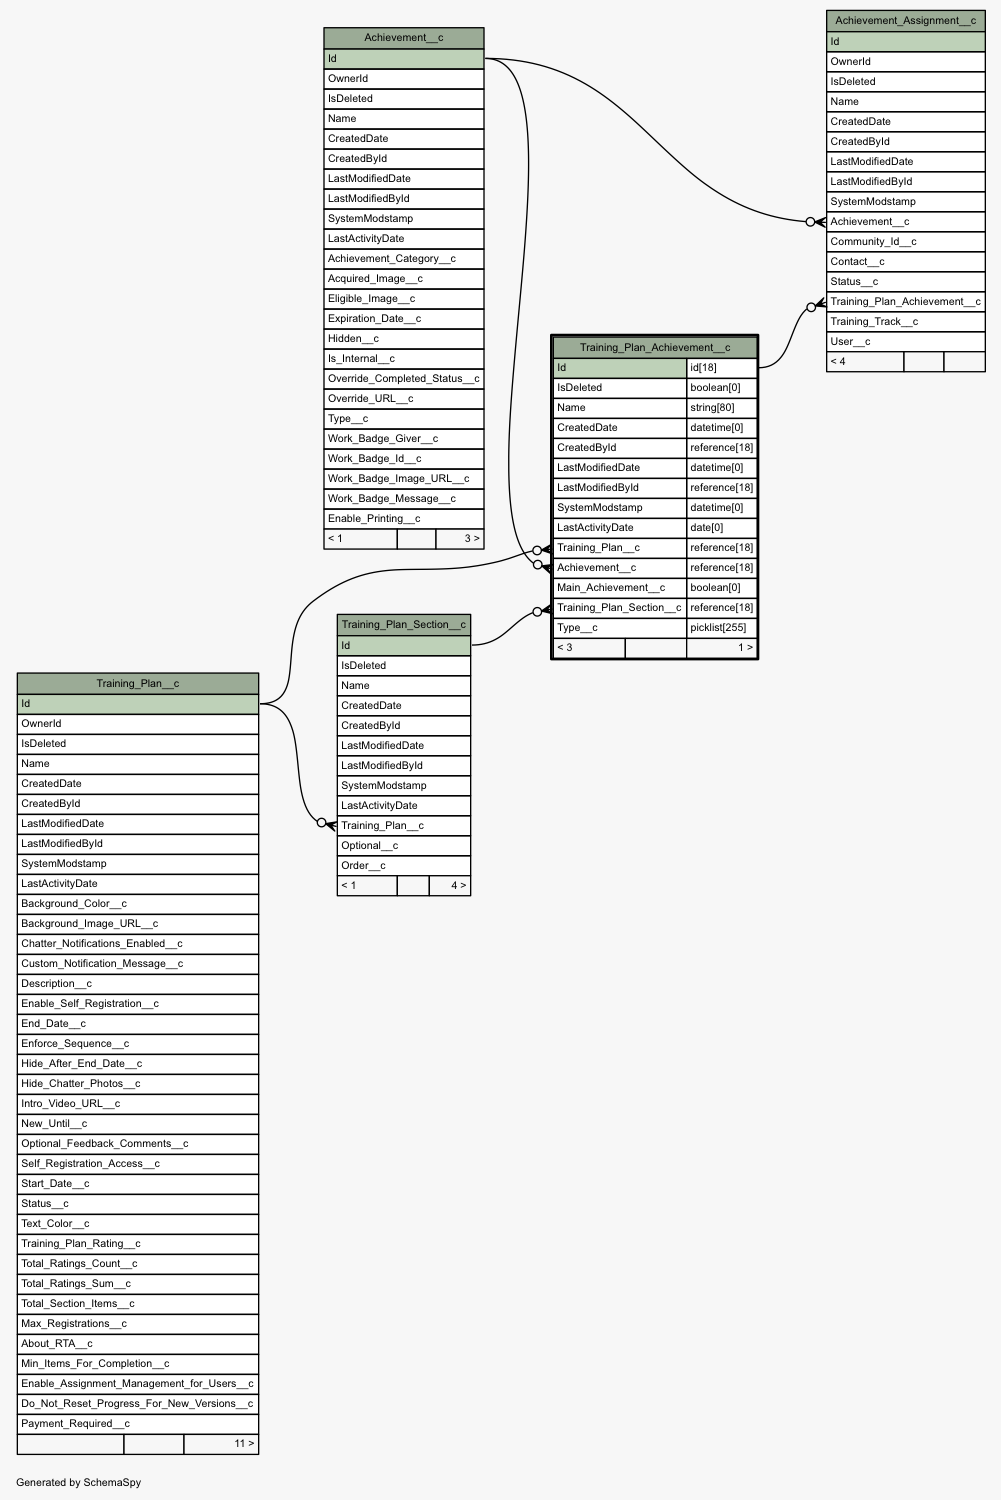 Achievement__c
Id
OwnerId
IsDeleted
Name
CreatedDate
CreatedById
LastModifiedDate
LastModifiedById
SystemModstamp
LastActivityDate
Achievement_Category__c
Acquired_Image__c
Eligible_Image__c
Expiration_Date__c
Hidden__c
Is_Internal__c
Override_Completed_Status__c
Override_URL__c
Type__c
Work_Badge_Giver__c
Work_Badge_Id__c
Work_Badge_Image_URL__c
Work_Badge_Message__c
Enable_Printing__c
< 1 3 >
Achievement_Assignment__c
Id
OwnerId
IsDeleted
Name
CreatedDate
CreatedById
LastModifiedDate
LastModifiedById
SystemModstamp
Achievement__c
Community_Id__c
Contact__c
Status__c
Training_Plan_Achievement__c
Training_Track__c
User__c
< 4
Training_Plan_Achievement__c
Id id[18]
IsDeleted boolean[0]
Name string[80]
CreatedDate datetime[0]
CreatedById reference[18]
LastModifiedDate datetime[0]
LastModifiedById reference[18]
SystemModstamp datetime[0]
LastActivityDate date[0]
Training_Plan__c reference[18]
Achievement__c reference[18]
Main_Achievement__c boolean[0]
Training_Plan_Section__c reference[18]
Type__c picklist[255]
< 3 1 >
Training_Plan_Section__c
Id
IsDeleted
Name
CreatedDate
CreatedById
LastModifiedDate
LastModifiedById
SystemModstamp
LastActivityDate
Training_Plan__c
Optional__c
Order__c
< 1 4 >
Training_Plan__c
Id
OwnerId
IsDeleted
Name
CreatedDate
CreatedById
LastModifiedDate
LastModifiedById
SystemModstamp
LastActivityDate
Background_Color__c
Background_Image_URL__c
Chatter_Notifications_Enabled__c
Custom_Notification_Message__c
Description__c
Enable_Self_Registration__c
End_Date__c
Enforce_Sequence__c
Hide_After_End_Date__c
Hide_Chatter_Photos__c
Intro_Video_URL__c
New_Until__c
Optional_Feedback_Comments__c
Self_Registration_Access__c
Start_Date__c
Status__c
Text_Color__c
Training_Plan_Rating__c
Total_Ratings_Count__c
Total_Ratings_Sum__c
Total_Section_Items__c
Max_Registrations__c
About_RTA__c
Min_Items_For_Completion__c
Enable_Assignment_Management_for_Users__c
Do_Not_Reset_Progress_For_New_Versions__c
Payment_Required__c
11 >
Generated by SchemaSpy